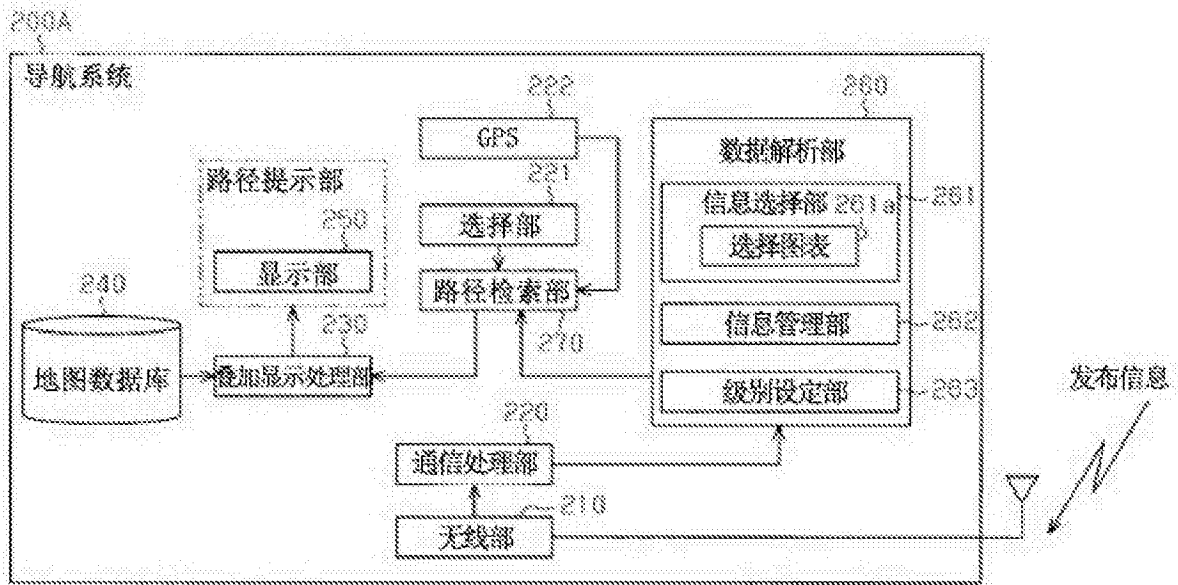 200A
导航系统
222
GPS
260
数据解析部
路径提示部
221
信息选择部
261a
261
250
选择部
选择图表
显示部
240
路径检索部
230
270
信息管理部
262
地图数据库
叠加显示处理部
级别设定部
263
发布信息
220
通信处理部
210
无线部